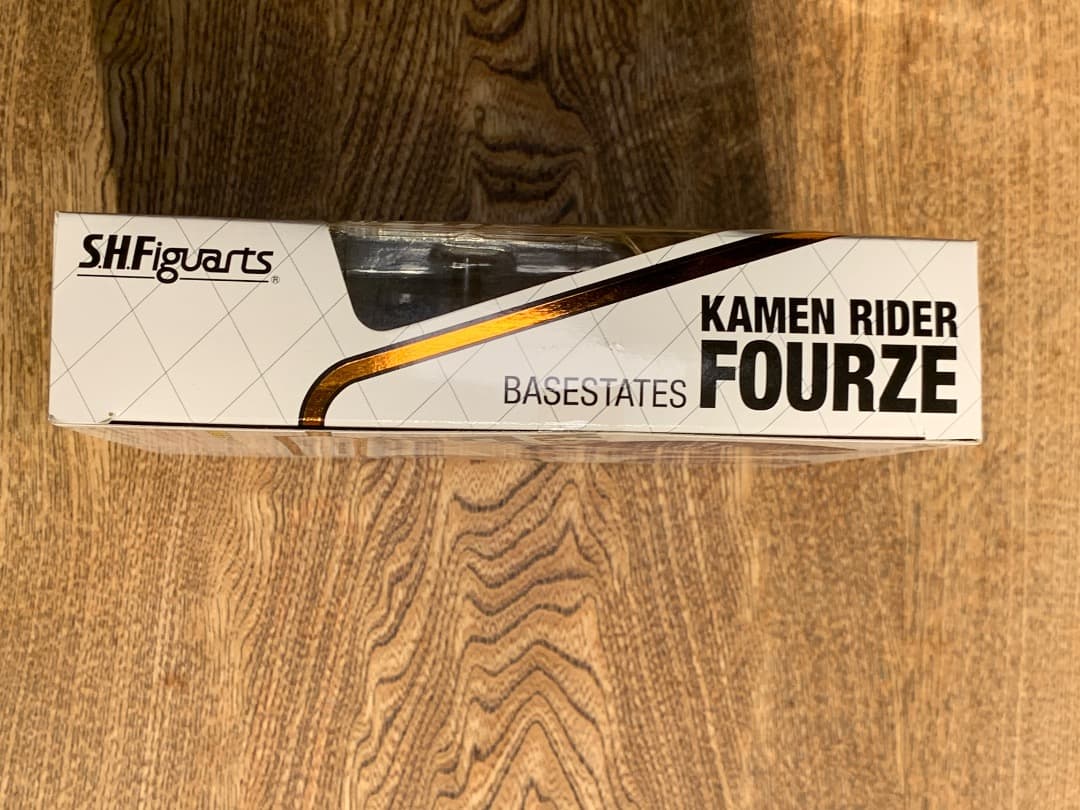 S.H.Figuarts®
KAMEN RIDER
BASESTATES FOURZE